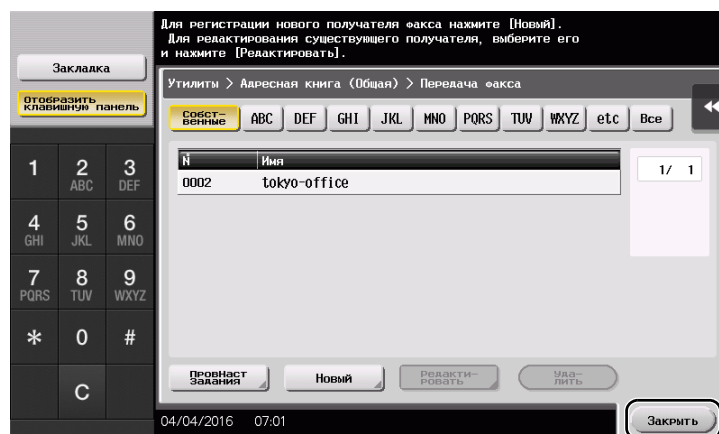 Для регистрации нового получателя факса нажмите [Новый].
Для редактирования существующего получателя, выберите его
и нажмите [Редактировать].
Закладка
Отобразить
клавишную панель
Утилиты > Адресная книга (Общая) > Передача факса
Собст-
венные ABC DEF GHI JKL MNO PQRS TUV WXYZ etc Все
№ Имя
0002 tokyo-office
1/ 1
1 2 3
ABC DEF
4 5 6
GHI JKL MNO
7 8 9
PQRS TUV WXYZ
* 0 #
C
ПровНаст
Задания
Новый
Редакти-
ровать
Уда-
лить
04/04/2016 07:01
Закрыть